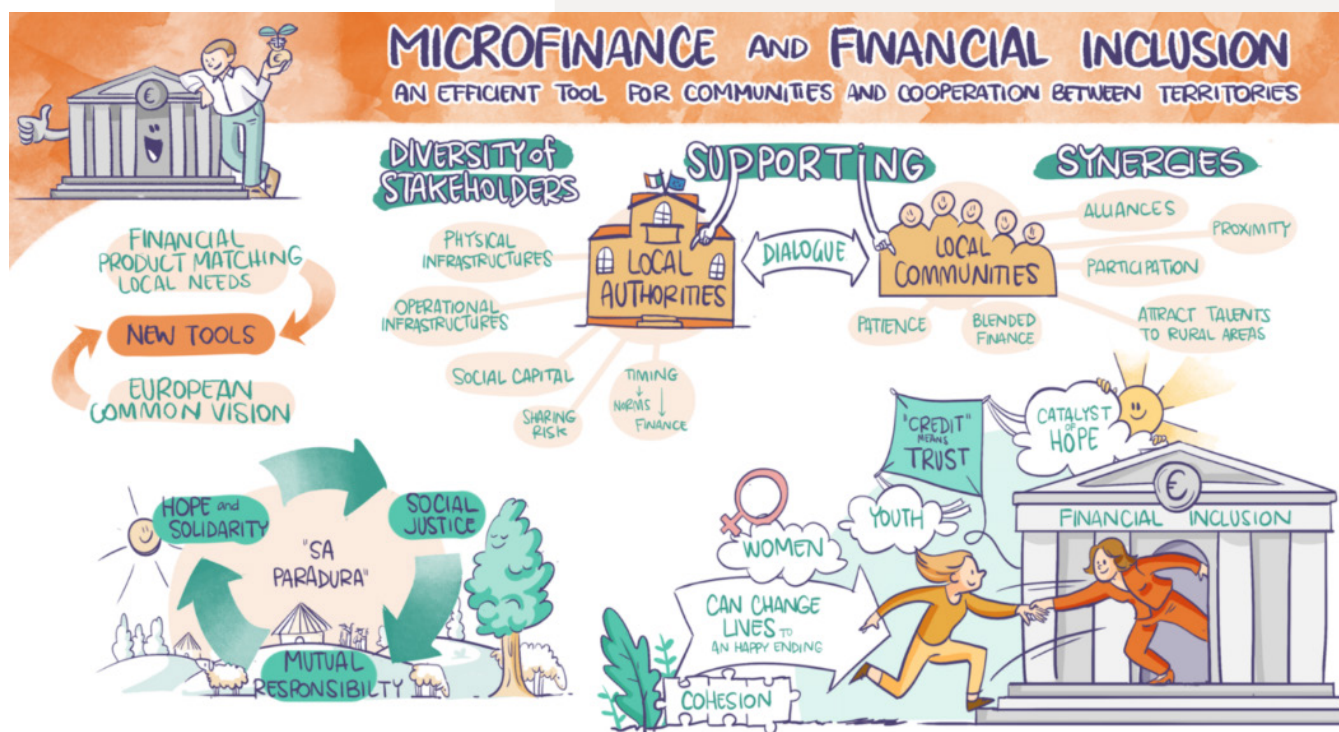 MICROFINANCE AND FINANCIAL INCLUSION
AN EFFICIENT TOOL FOR COMMUNITIES AND COOPERATION BETWEEN TERRITORIES
€
€
FINANCIAL
PRODUCT MATCHING
LOCAL NEEDS
NEW TOOLS
EUROPEAN
COMMON VISION
DIVERSITY of
STAKEHOLDERS
SUPPORTING
SYNERGIES
PHYSICAL
INFRASTRUCTURES
OPERATIONAL
INFRASTRUCTURES
SOCIAL CAPITAL
SHARING
RISK
TIMING
NORMS
FINANCE
LOCAL
AUTHORITIES
DIALOGUE
LOCAL
COMMUNITIES
ALLIANCES
PROXIMITY
PARTICIPATION
ATTRACT TALENTS
TO RURAL AREAS
PATIENCE
BLENDED
FINANCE
HOPE and
SOLIDARITY
SOCIAL
JUSTICE
"SA
PARADURA"
MUTUAL
RESPONSIBILTY
WOMEN
YOUTH
"CREDIT"
MEANS
TRUST
CATALYST
OF
HOPE
CAN CHANGE
LIVES TO
AN HAPPY ENDING
COHESION
€
FINANCIAL INCLUSION